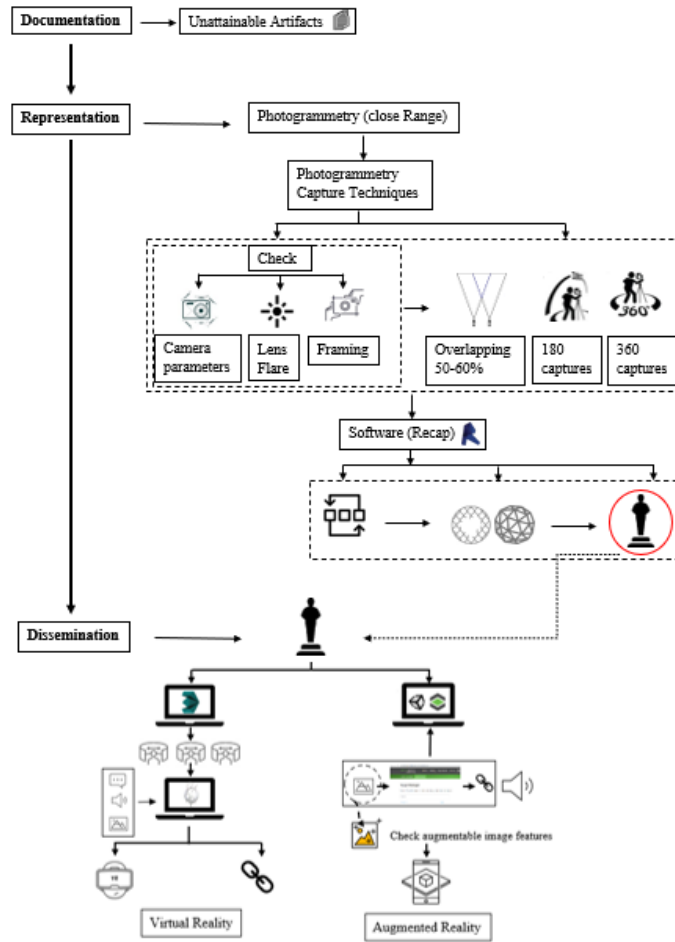 Documentation
Unattainable Artifacts
Representation
Photogrammetry (close Range)
Photogrammetry
Capture Techniques
Check
Camera
parameters
Lens
Flare
Framing
Overlapping
50-60%
180
captures
360°
360
captures
Software (Recap)
Dissemination
Check augmentable image features
Virtual Reality
Augmented Reality